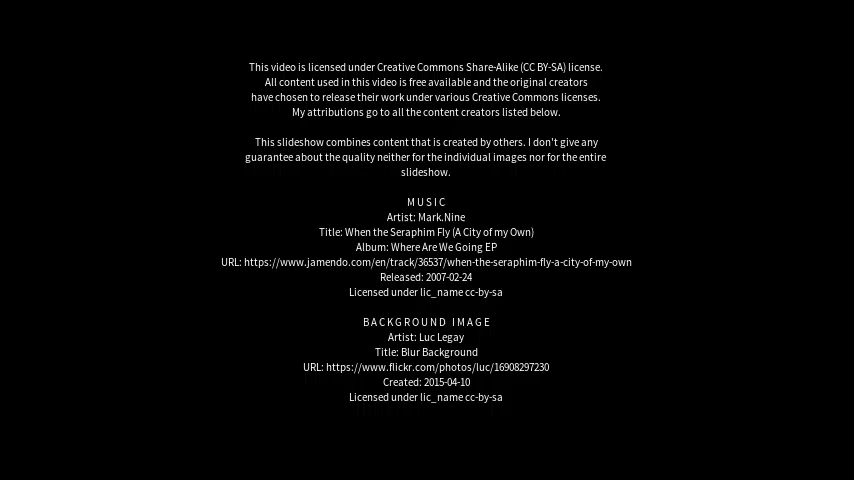 This video is licensed under Creative Commons Share-Alike (CC BY-SA) license.
All content used in this video is free available and the original creators
have chosen to release their work under various Creative Commons licenses.
My attributions go to all the content creators listed below.
This slideshow combines content that is created by others. I don't give any
guarantee about the quality neither for the individual images nor for the entire
slideshow.
MUSIC
Artist: Mark.Nine
Title: When the Seraphim Fly (A City of my Own)
Album: Where Are We Going EP
URL: https://www.jamendo.com/en/track/36537/when-the-seraphim-fly-a-city-of-my-own
Released: 2007-02-24
Licensed under lic_name cc-by-sa
BACKGROUND IMAGE
Artist: Luc Legay
Title: Blur Background
URL: https://www.flickr.com/photos/luc/16908297230
Created: 2015-04-10
Licensed under lic_name cc-by-sa